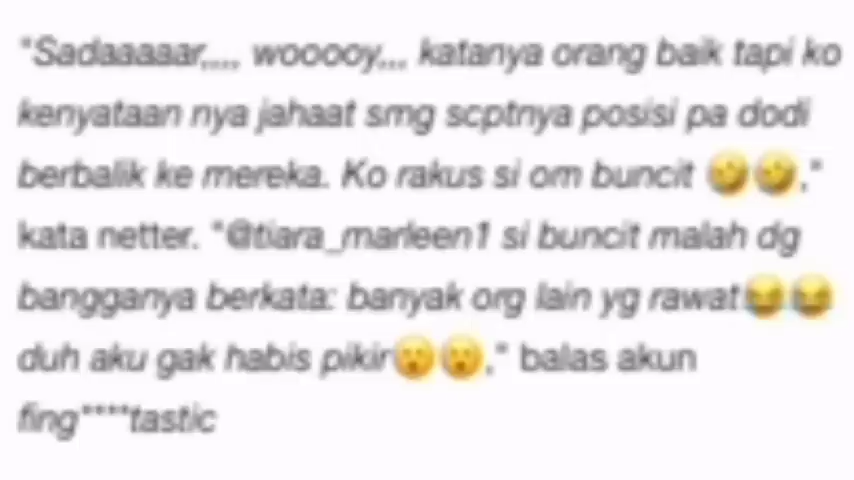 "Sadaaaaar,,,, wooooy,,, katanya orang baik tapi ko
kenyataan nya jahaat smg scptnya posisi pa dodi
berbalik ke mereka. Ko rakus si om buncit 🤣🤣,"
kata netter. "@tiara_marleen1 si buncit malah dg
bangganya berkata: banyak org lain yg rawat😂😂
duh aku gak habis pikir😮😮," balas akun
fing****tastic